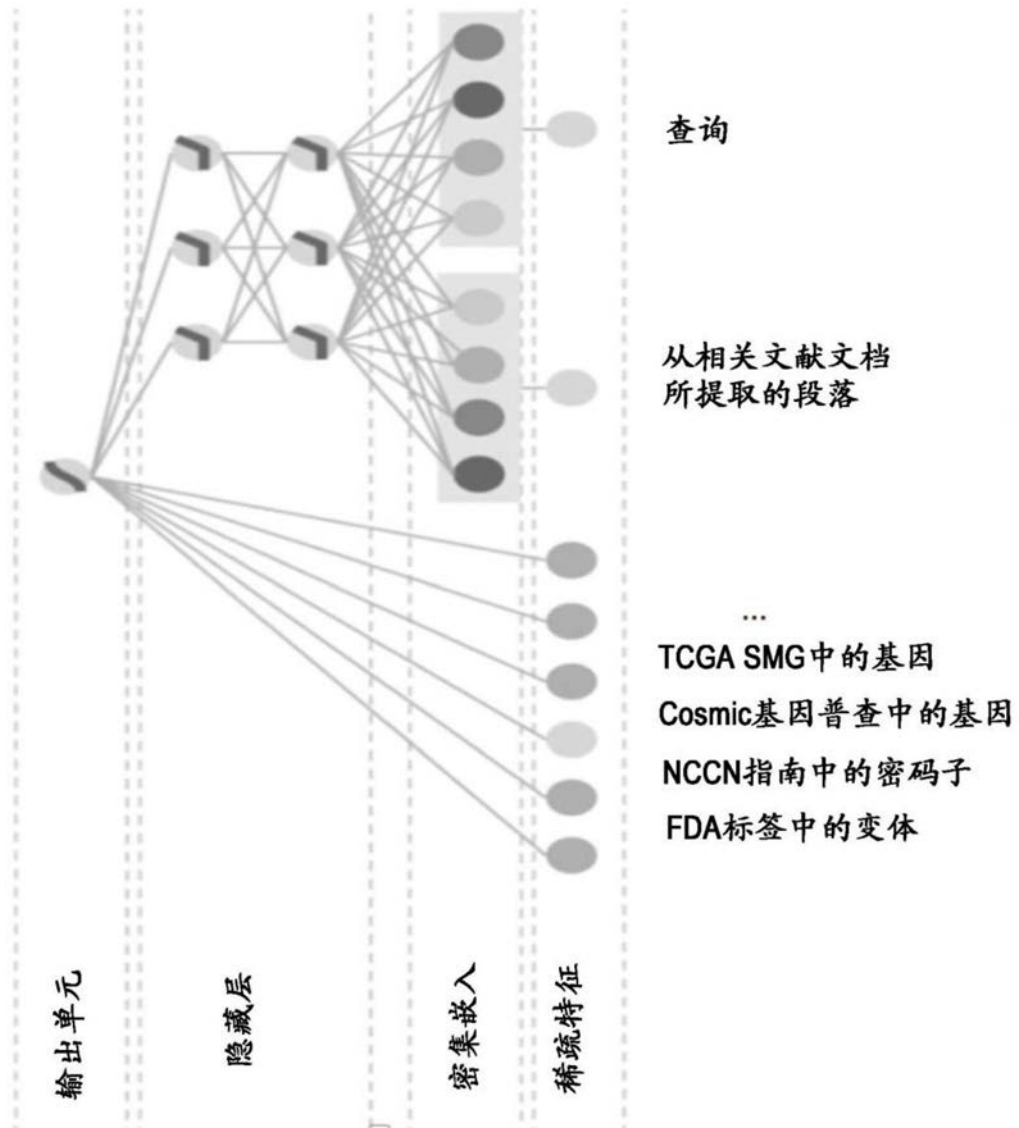 查询
从相关文献文档
所提取的段落
...
TCGA SMG中的基因
Cosmic基因普查中的基因
NCCN指南中的密码子
FDA标签中的变体
输出单元
隐藏层
密集嵌入
稀疏特征